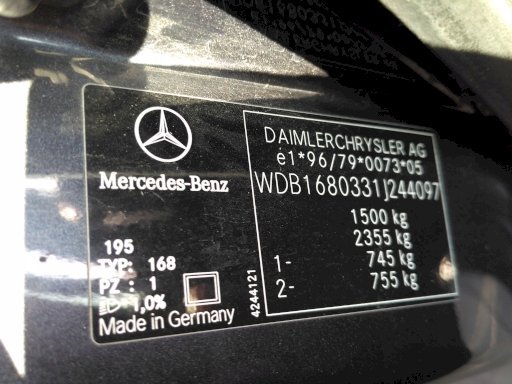 Mercedes-Benz
195
TYP: 168
PZ : 1
1,0%
Made in Germany
4244121
DAIMLERCHRYSLER AG
é1*96/79*0073*05
WDB1680331J244097
1500 kg
2355 kg
1- 745 kg
2- 755 kg